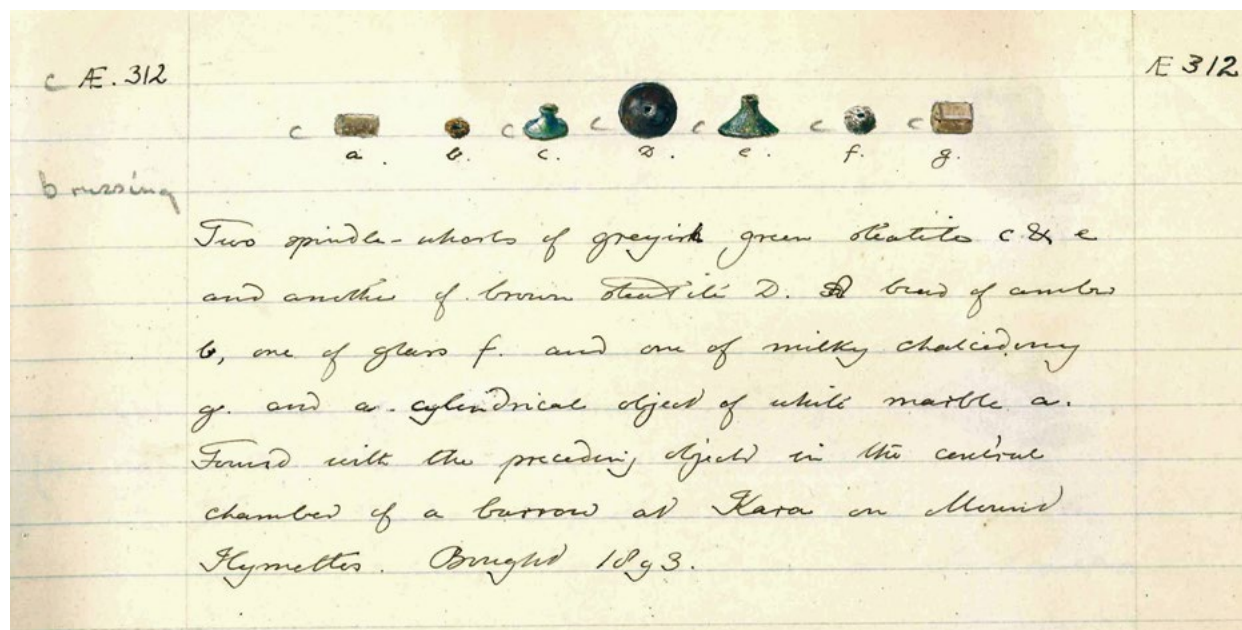 c Æ. 312
Æ 312
c c c c c c
a. b. c. D. e. f. g.
b missing
Two spindle-whorls of greyish green steatite c & e
and another of brown steatite D. A bead of amber
b, one of glass f. and one of milky chalcedony
g. and a cylindrical object of white marble a.
Found with the preceding objects in the central
chamber of a barrow at Kara on Mount
Hymettos. Bought 1893.